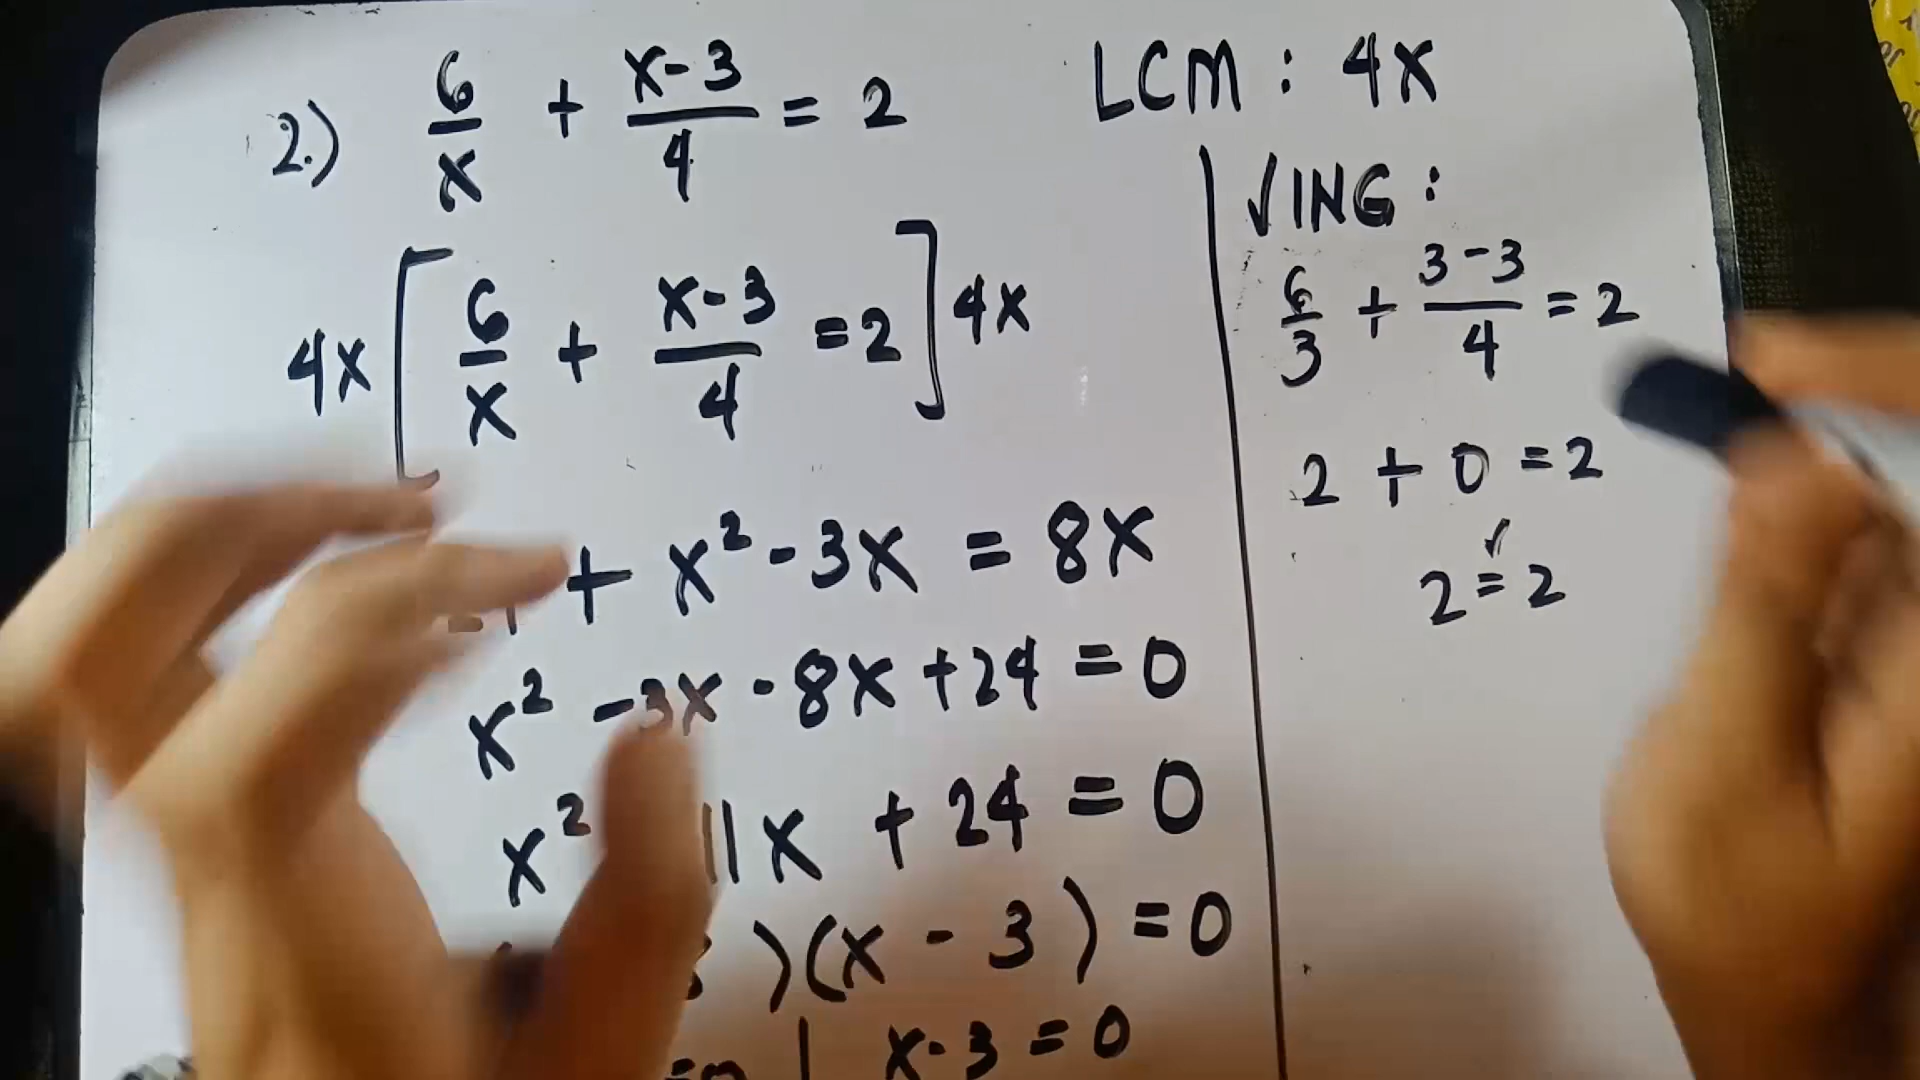 2.) 6/x + x-3/4 = 2
LCM : 4x
4x [ 6/x + x-3/4 = 2 ] 4x
+ x² - 3x = 8x
x² - 3x - 8x + 24 = 0
x² 11x + 24 = 0
)(x - 3) = 0
x - 3 = 0
√ING :
6/3 + 3-3/4 = 2
2 + 0 = 2
✓
2 = 2